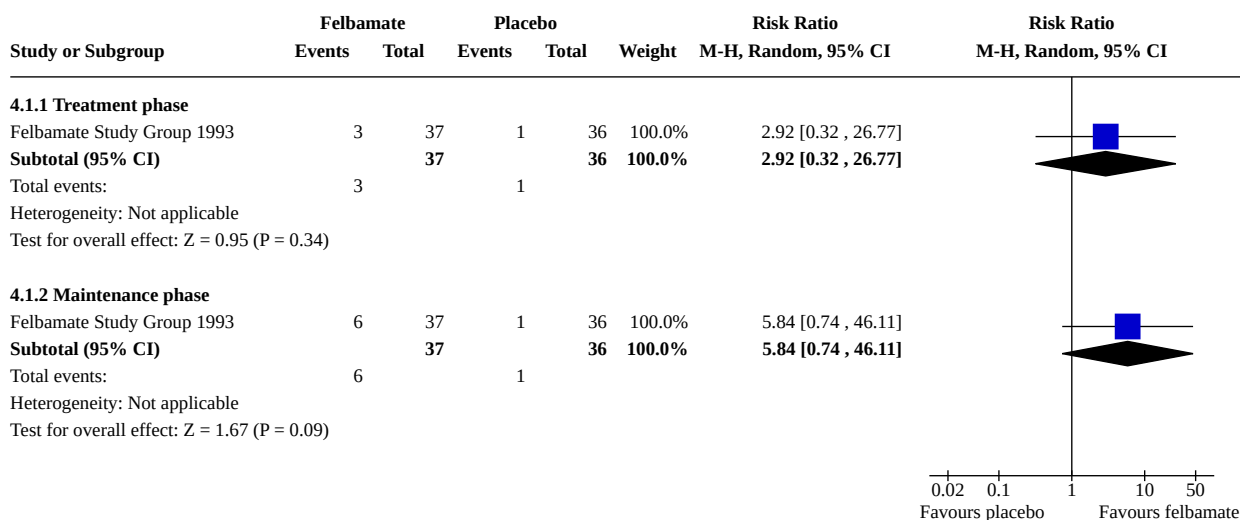 Felbamate Placebo Risk Ratio Risk Ratio
Study or Subgroup Events Total Events Total Weight M-H, Random, 95% CI M-H, Random, 95% CI
4.1.1 Treatment phase
Felbamate Study Group 1993 3 37 1 36 100.0% 2.92 [0.32 , 26.77]
Subtotal (95% CI) 37 36 100.0% 2.92 [0.32 , 26.77]
Total events: 3 1
Heterogeneity: Not applicable
Test for overall effect: Z = 0.95 (P = 0.34)
4.1.2 Maintenance phase
Felbamate Study Group 1993 6 37 1 36 100.0% 5.84 [0.74 , 46.11]
Subtotal (95% CI) 37 36 100.0% 5.84 [0.74 , 46.11]
Total events: 6 1
Heterogeneity: Not applicable
Test for overall effect: Z = 1.67 (P = 0.09)
0.02 0.1 1 10 50
Favours placebo Favours felbamate